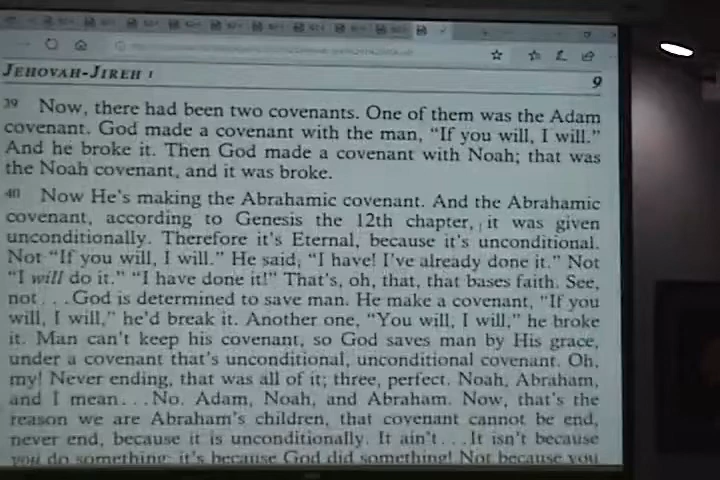 JEHOVAH-JIREH 1 9
39 Now, there had been two covenants. One of them was the Adam
covenant. God made a covenant with the man, “If you will, I will.”
And he broke it. Then God made a covenant with Noah; that was
the Noah covenant, and it was broke.
40 Now He's making the Abrahamic covenant. And the Abrahamic
covenant, according to Genesis the 12th chapter, it was given
unconditionally. Therefore it's Eternal, because it's unconditional.
Not “If you will, I will.” He said, “I have! I've already done it.” Not
“I will do it.” “I have done it!” That's, oh, that, that bases faith. See,
not...God is determined to save man. He make a covenant, “If you
will, I will,” he'd break it. Another one, “You will, I will,” he broke
it. Man can't keep his covenant, so God saves man by His grace,
under a covenant that's unconditional, unconditional covenant. Oh,
my! Never ending, that was all of it; three, perfect. Noah, Abraham,
and I mean...No. Adam, Noah, and Abraham. Now, that's the
reason we are Abraham's children, that covenant cannot be end,
never end, because it is unconditionally. It ain't...It isn't because
you do something; it's because God did something! Not because you